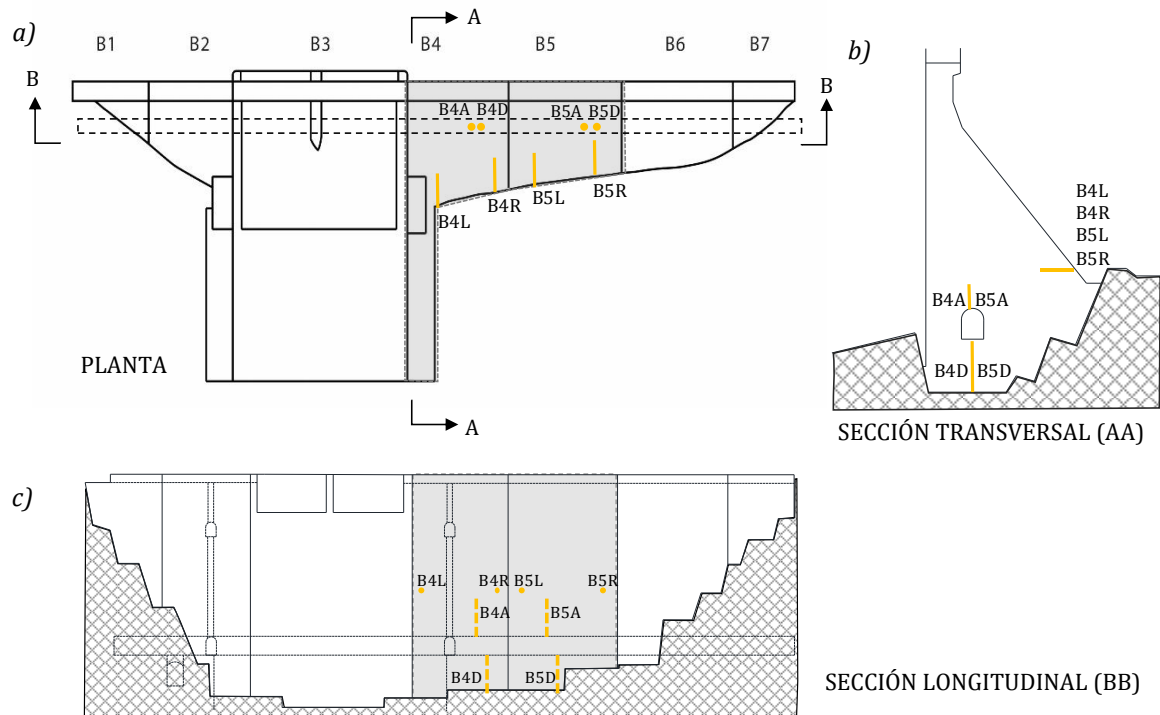 a)
A
B1 B2 B3 B4 B5 B6 B7
B B
B4A B4D B5A B5D
B4L B4R B5L B5R
PLANTA
A
b)
B4L
B4R
B5L
B5R
B4A B5A
B4D B5D
SECCIÓN TRANSVERSAL (AA)
c)
B4L B4R B5L B5R
B4A B5A
B4D B5D
SECCIÓN LONGITUDINAL (BB)